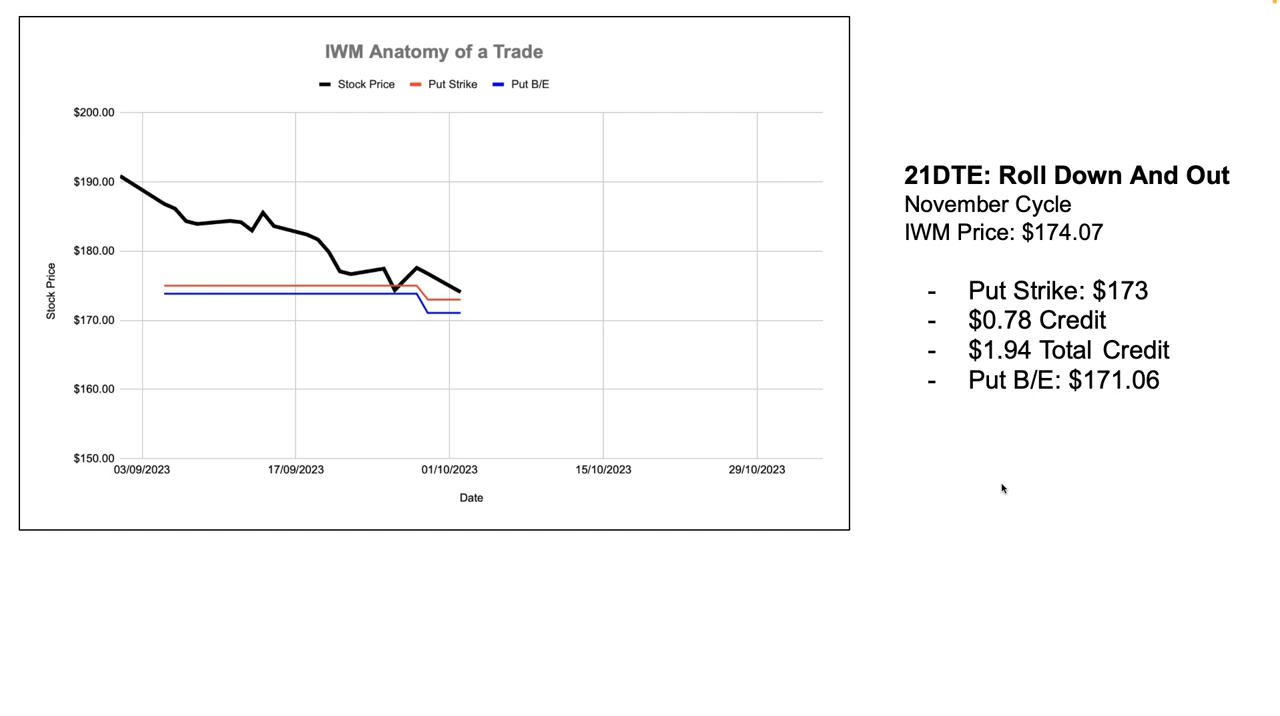 IWM Anatomy of a Trade
Stock Price Put Strike Put B/E
$200.00
$190.00
$180.00
$170.00
$160.00
$150.00
Stock Price
03/09/2023 17/09/2023 01/10/2023 15/10/2023 29/10/2023
Date
21DTE: Roll Down And Out
November Cycle
IWM Price: $174.07
- Put Strike: $173
- $0.78 Credit
- $1.94 Total Credit
- Put B/E: $171.06